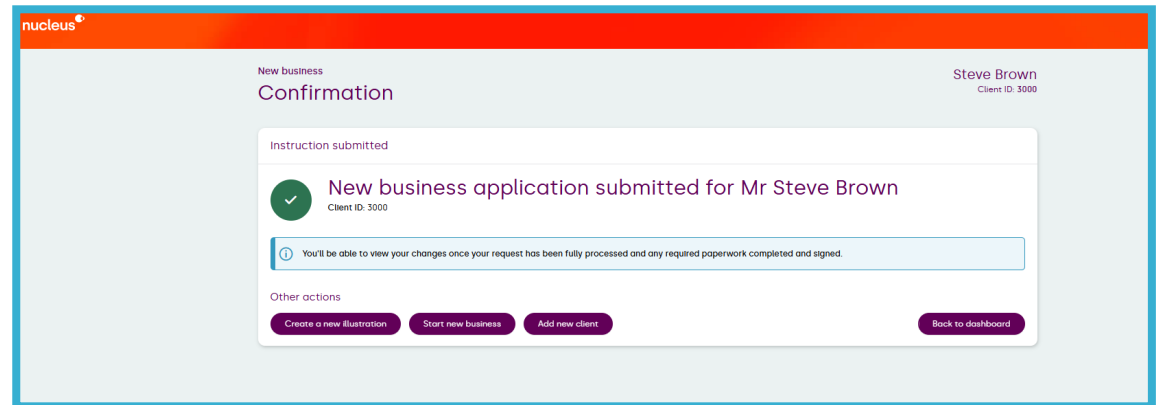 nucleus
New business
Confirmation
Steve Brown
Client ID: 3000
Instruction submitted
New business application submitted for Mr Steve Brown
Client ID: 3000
You'll be able to view your changes once your request has been fully processed and any required paperwork completed and signed.
Other actions
Create a new illustration
Start new business
Add new client
Back to dashboard